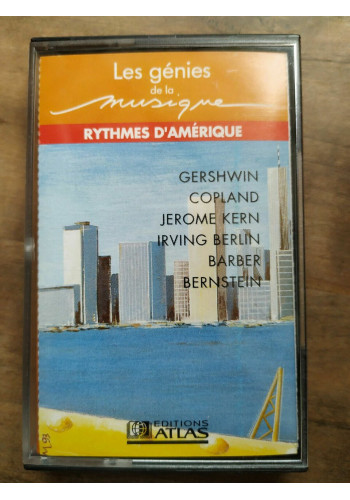 Les génies
de la
musique
RYTHMES D'AMÉRIQUE
GERSHWIN
COPLAND
JEROME KERN
IRVING BERLIN
BARBER
BERNSTEIN
EDITIONS
ATLAS